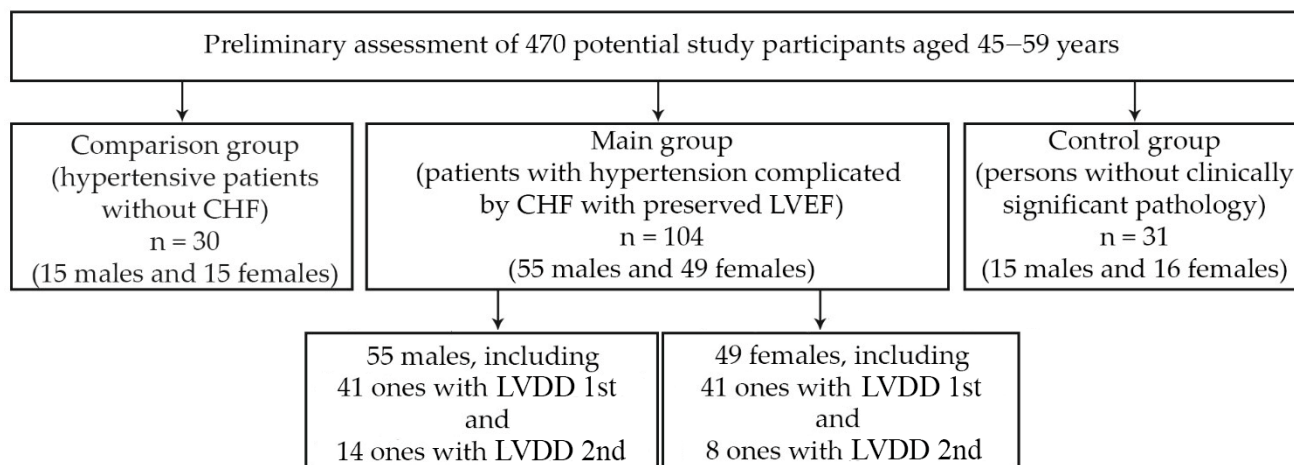 Preliminary assessment of 470 potential study participants aged 45–59 years
Comparison group
(hypertensive patients
without CHF)
n = 30
(15 males and 15 females)
Main group
(patients with hypertension complicated
by CHF with preserved LVEF)
n = 104
(55 males and 49 females)
Control group
(persons without clinically
significant pathology)
n = 31
(15 males and 16 females)
55 males, including
41 ones with LVDD 1st
and
14 ones with LVDD 2nd
49 females, including
41 ones with LVDD 1st
and
8 ones with LVDD 2nd